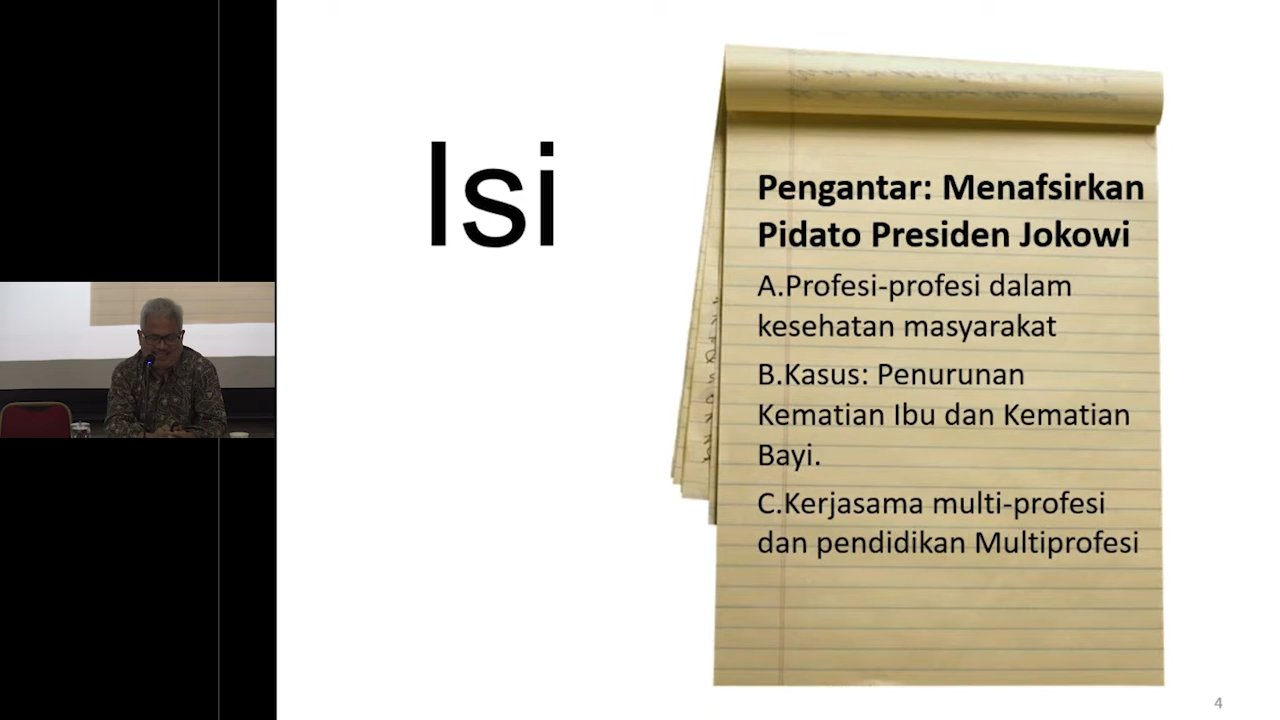 Isi
Pengantar: Menafsirkan
Pidato Presiden Jokowi
A.Profesi-profesi dalam
kesehatan masyarakat
B.Kasus: Penurunan
Kematian Ibu dan Kematian
Bayi.
C.Kerjasama multi-profesi
dan pendidikan Multiprofesi
4